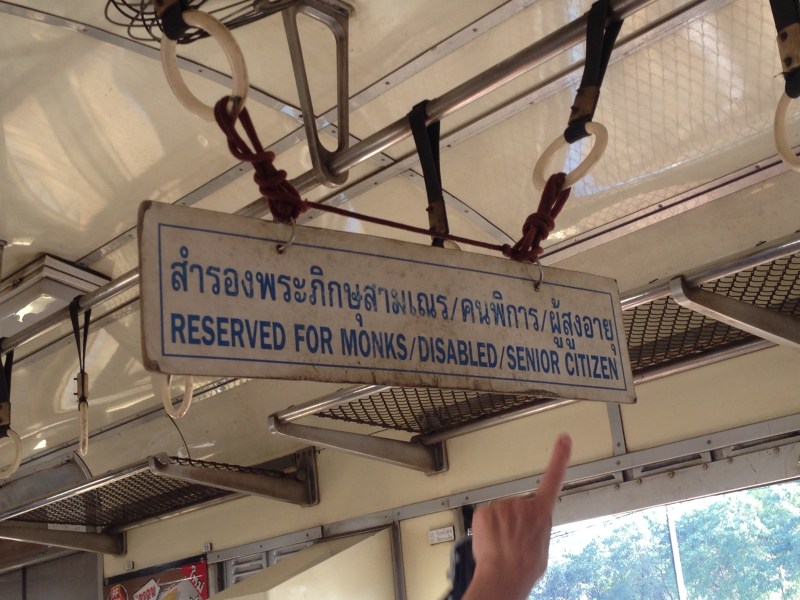 สำรองพระภิกษุสามเณร/คนพิการ/ผู้สูงอายุ
RESERVED FOR MONKS/DISABLED/SENIOR CITIZEN